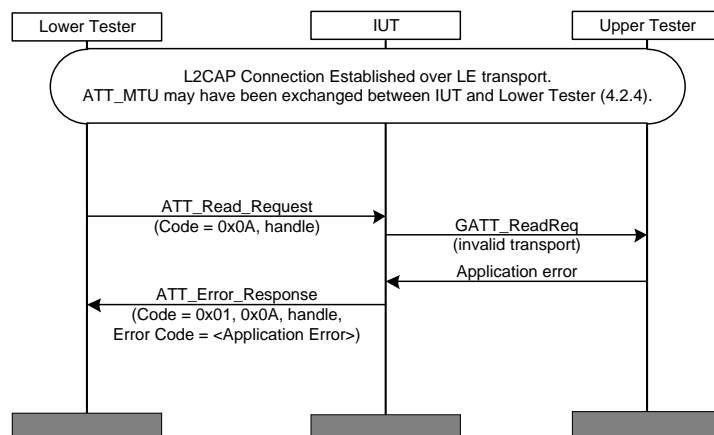 Lower Tester
IUT
Upper Tester
L2CAP Connection Established over LE transport.
ATT_MTU may have been exchanged between IUT and Lower Tester (4.2.4).
ATT_Read_Request
(Code = 0x0A, handle)
GATT_ReadReq
(invalid transport)
Application error
ATT_Error_Response
(Code = 0x01, 0x0A, handle,
Error Code = <Application Error>)